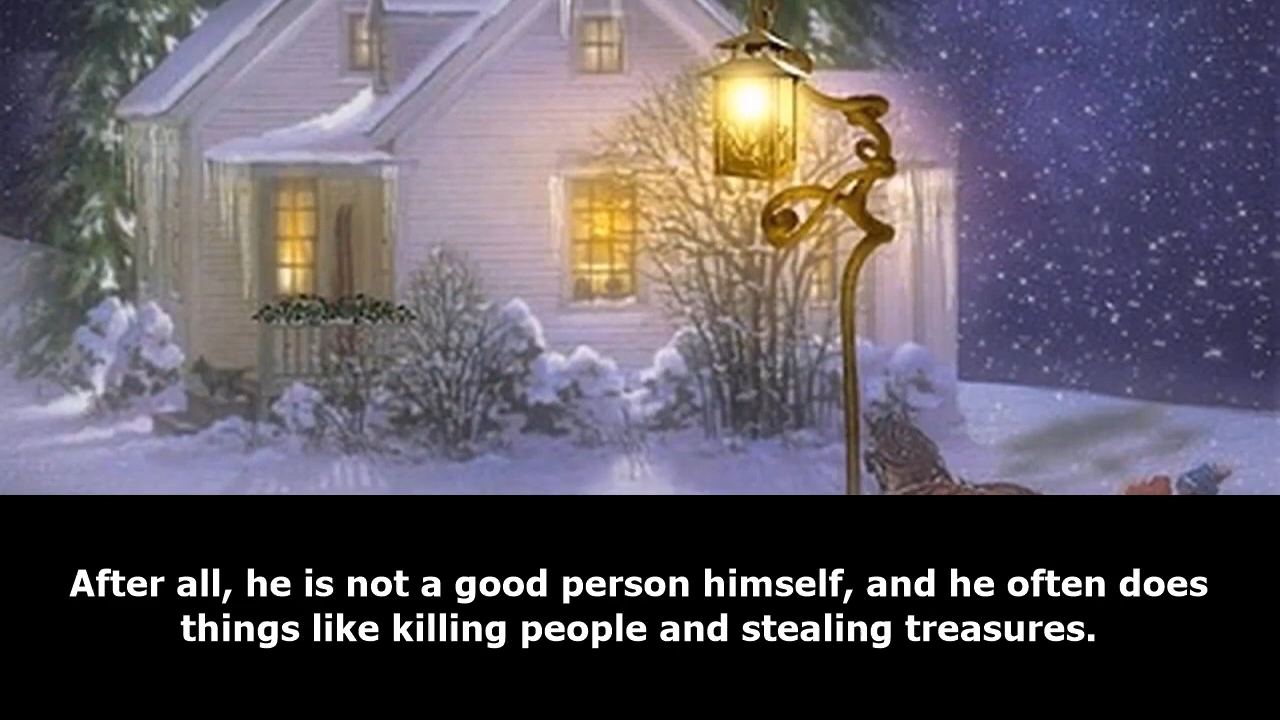 After all, he is not a good person himself, and he often does
things like killing people and stealing treasures.